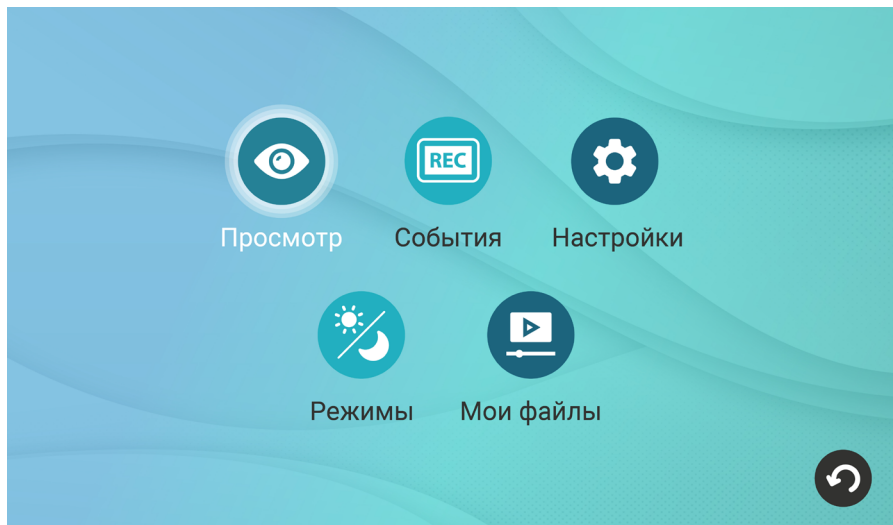 REC
Просмотр
События
Настройки
Режимы
Мои файлы